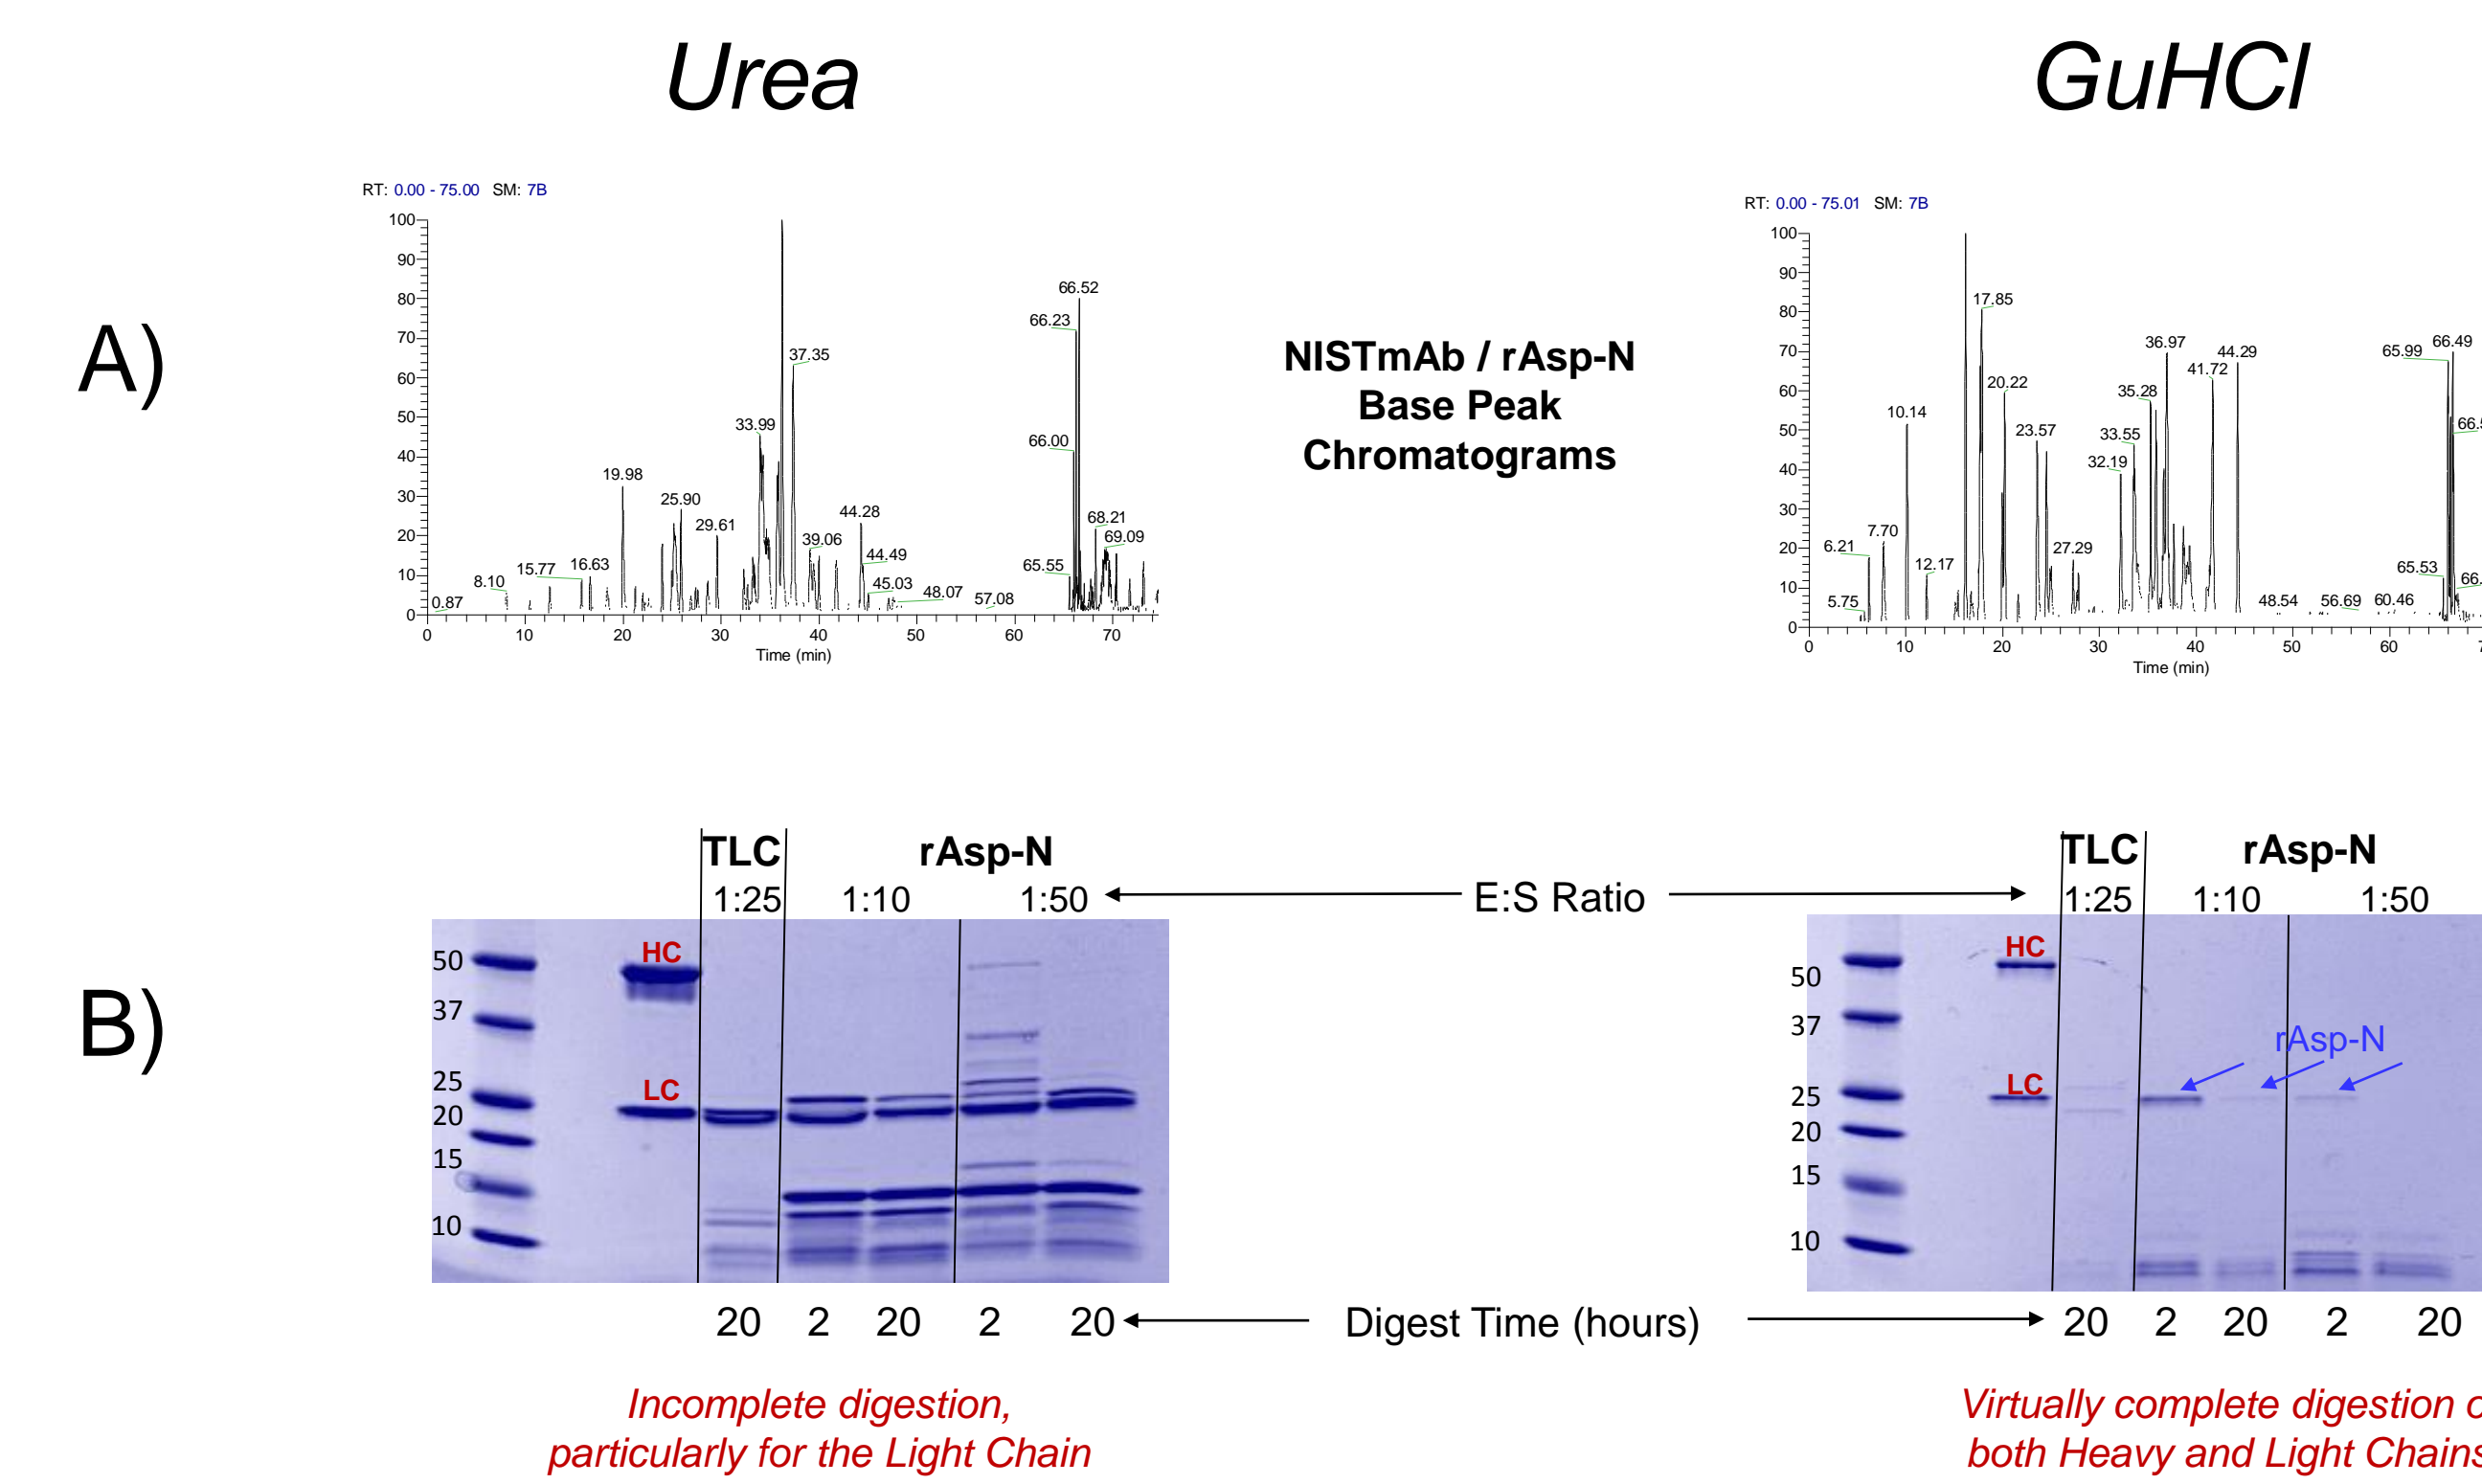 Urea
GuHCl
A)
RT: 0.00 - 75.00 SM: 7B
100
90
80
70
60
50
40
30
20
10
0
0.87
8.10
15.77
16.63
19.98
25.90
29.61
33.99
37.35
39.06
44.28
44.49
45.03
48.07
57.08
65.55
66.00
66.23
66.52
68.21
69.09
0 10 20 30 40 50 60 70
Time (min)
NISTmAb / rAsp-N
Base Peak
Chromatograms
RT: 0.00 - 75.01 SM: 7B
100
90
80
70
60
50
40
30
20
10
0
5.75
6.21
7.70
10.14
12.17
17.85
20.22
23.57
27.29
32.19
33.55
35.28
36.97
41.72
44.29
48.54
56.69
60.46
65.53
65.99
66.49
0 10 20 30 40 50 60
Time (min)
B)
TLC rAsp-N
1:25 1:10 1:50
E:S Ratio
TLC rAsp-N
1:25 1:10 1:50
50
37
25
20
15
10
HC
LC
50
37
25
20
15
10
HC
LC
rAsp-N
20 2 20 2 20
Digest Time (hours)
20 2 20 2 20
Incomplete digestion,
particularly for the Light Chain
Virtually complete digestion
both Heavy and Light Chains